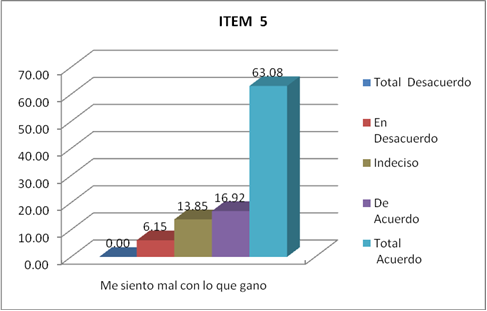 ITEM 5
70.00
60.00
50.00
40.00
30.00
20.00
10.00
0.00
0.00
6.15
13.85
16.92
63.08
Me siento mal con lo que gano
Total Desacuerdo
En
Desacuerdo
Indeciso
De
Acuerdo
Total
Acuerdo